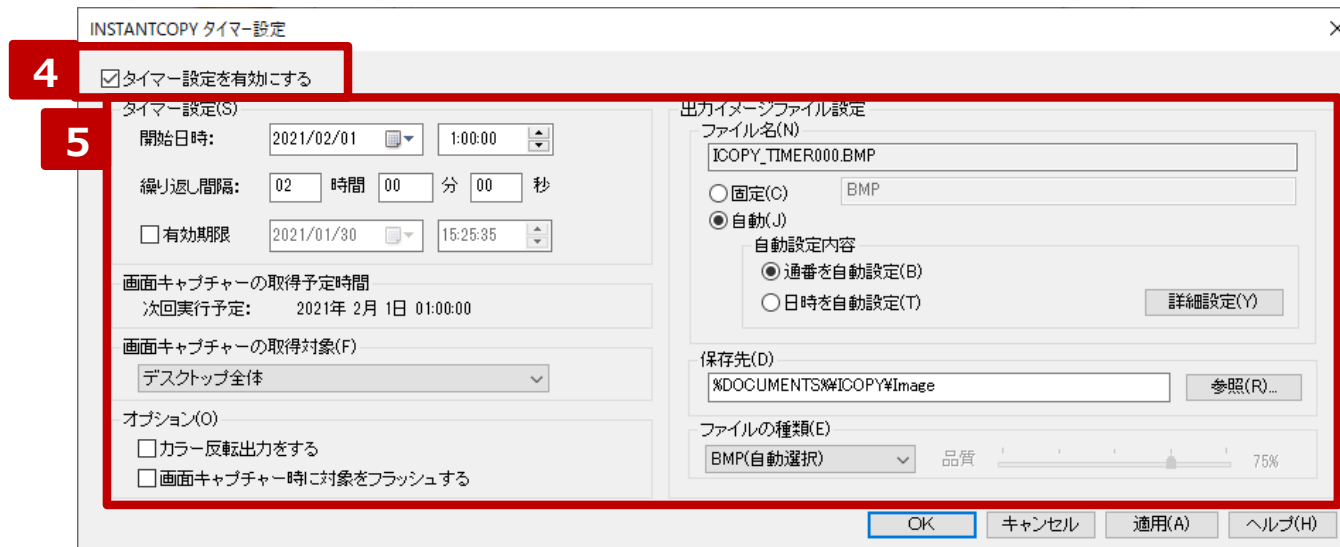 INSTANTCOPY タイマー設定
4
タイマー設定を有効にする
5
タイマー設定(S)
開始日時: 2021/02/01 1:00:00
繰り返し間隔: 02 時間 00 分 00 秒
有効期限 2021/01/30 15:25:35
画面キャプチャーの取得予定時間
次回実行予定: 2021年 2月 1日 01:00:00
画面キャプチャーの取得対象(F)
デスクトップ全体
オプション(O)
カラー反転出力をする
画面キャプチャー時に対象をフラッシュする
出力イメージファイル設定
ファイル名(N)
ICOPY_TIMER000.BMP
固定(C) BMP
自動(J)
自動設定内容
通番を自動設定(B)
日時を自動設定(T) 詳細設定(Y)
保存先(D)
%DOCUMENTS%¥ICOPY¥Image 参照(R)...
ファイルの種類(E)
BMP(自動選択) 品質 75%
OK キャンセル 適用(A) ヘルプ(H)